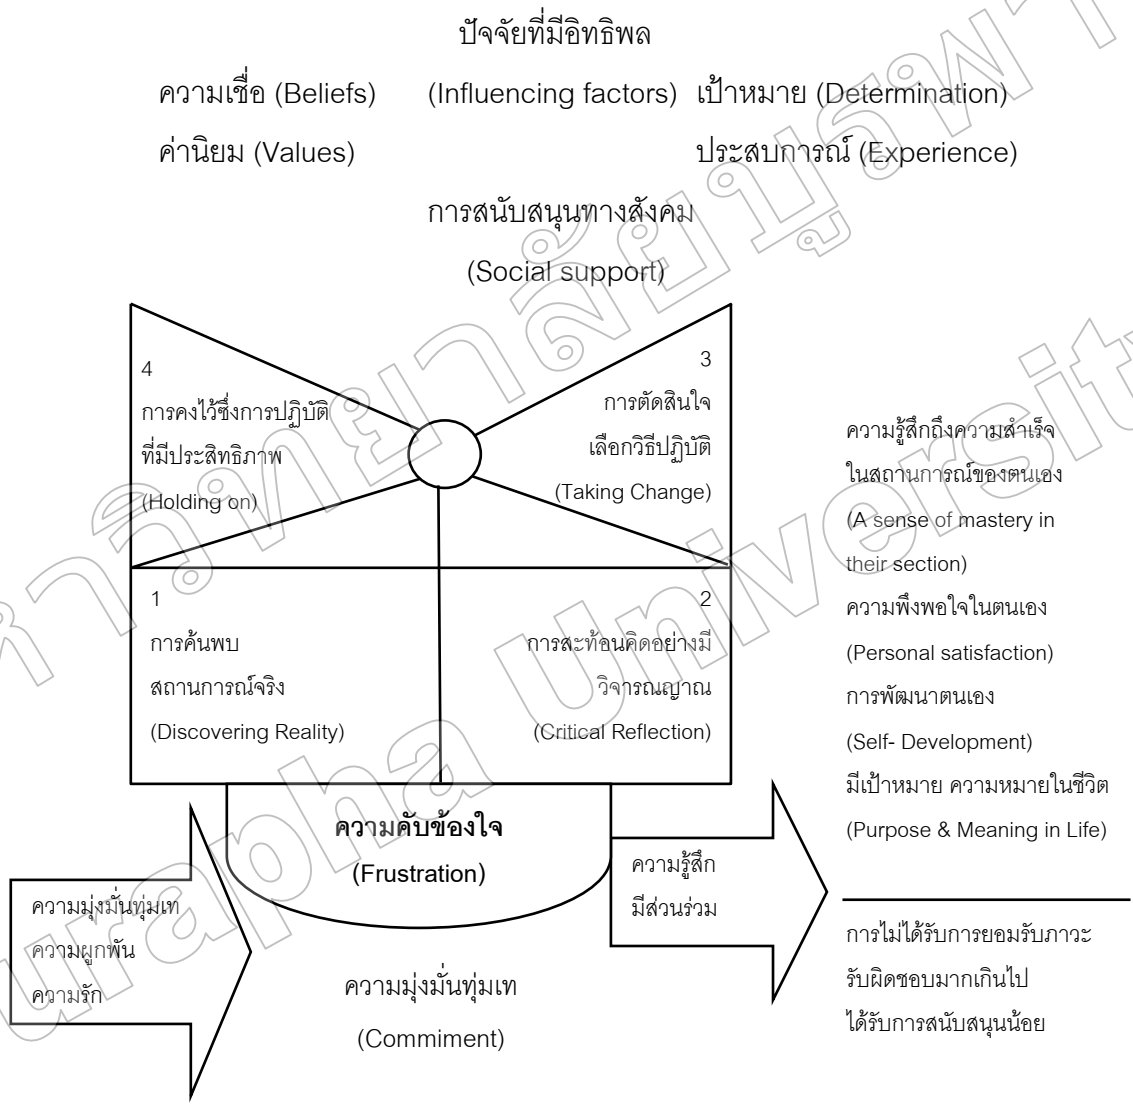 ปัจจัยที่มีอิทธิพล
ความเชื่อ (Beliefs) (Influencing factors) เป้าหมาย (Determination)
ค่านิยม (Values) ประสบการณ์ (Experience)
การสนับสนุนทางสังคม
(Social support)
4
การคงไว้ซึ่งการปฏิบัติ
ที่มีประสิทธิภาพ
(Holding on)
3
การตัดสินใจ
เลือกวิธีปฏิบัติ
(Taking Change)
1
การค้นพบ
สถานการณ์จริง
(Discovering Reality)
2
การสะท้อนคิดอย่างมี
วิจารณญาณ
(Critical Reflection)
ความคับข้องใจ
(Frustration)
ความมุ่งมั่นทุ่มเท
ความผูกพัน
ความรัก
ความมุ่งมั่นทุ่มเท
(Commiment)
ความรู้สึก
มีส่วนร่วม
ความรู้สึกถึงความสำเร็จ
ในสถานการณ์ของตนเอง
(A sense of mastery in
their section)
ความพึงพอใจในตนเอง
(Personal satisfaction)
การพัฒนาตนเอง
(Self- Development)
มีเป้าหมาย ความหมายในชีวิต
(Purpose & Meaning in Life)
การไม่ได้รับการยอมรับภาวะ
รับผิดชอบมากเกินไป
ได้รับการสนับสนุนน้อย